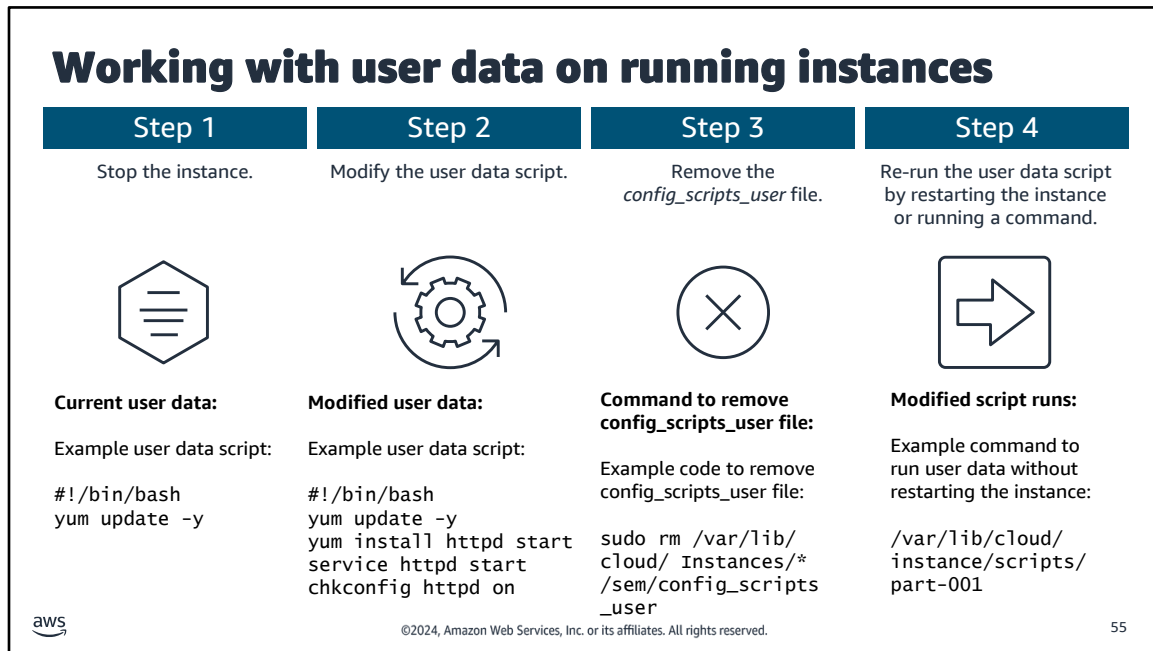 Working with user data on running instances
Step 1
Stop the instance.
Current user data:
Example user data script:
#!/bin/bash
yum update -y
Step 2
Modify the user data script.
Modified user data:
Example user data script:
#!/bin/bash
yum update -y
yum install httpd start
service httpd start
chkconfig httpd on
Step 3
Remove the
config_scripts_user file.
Command to remove
config_scripts_user file:
Example code to remove
config_scripts_user file:
sudo rm /var/lib/
cloud/ Instances/*
/sem/config_scripts
_user
Step 4
Re-run the user data script
by restarting the instance
or running a command.
Modified script runs:
Example command to
run user data without
restarting the instance:
/var/lib/cloud/
instance/scripts/
part-001
aws
©2024, Amazon Web Services, Inc. or its affiliates. All rights reserved.
55